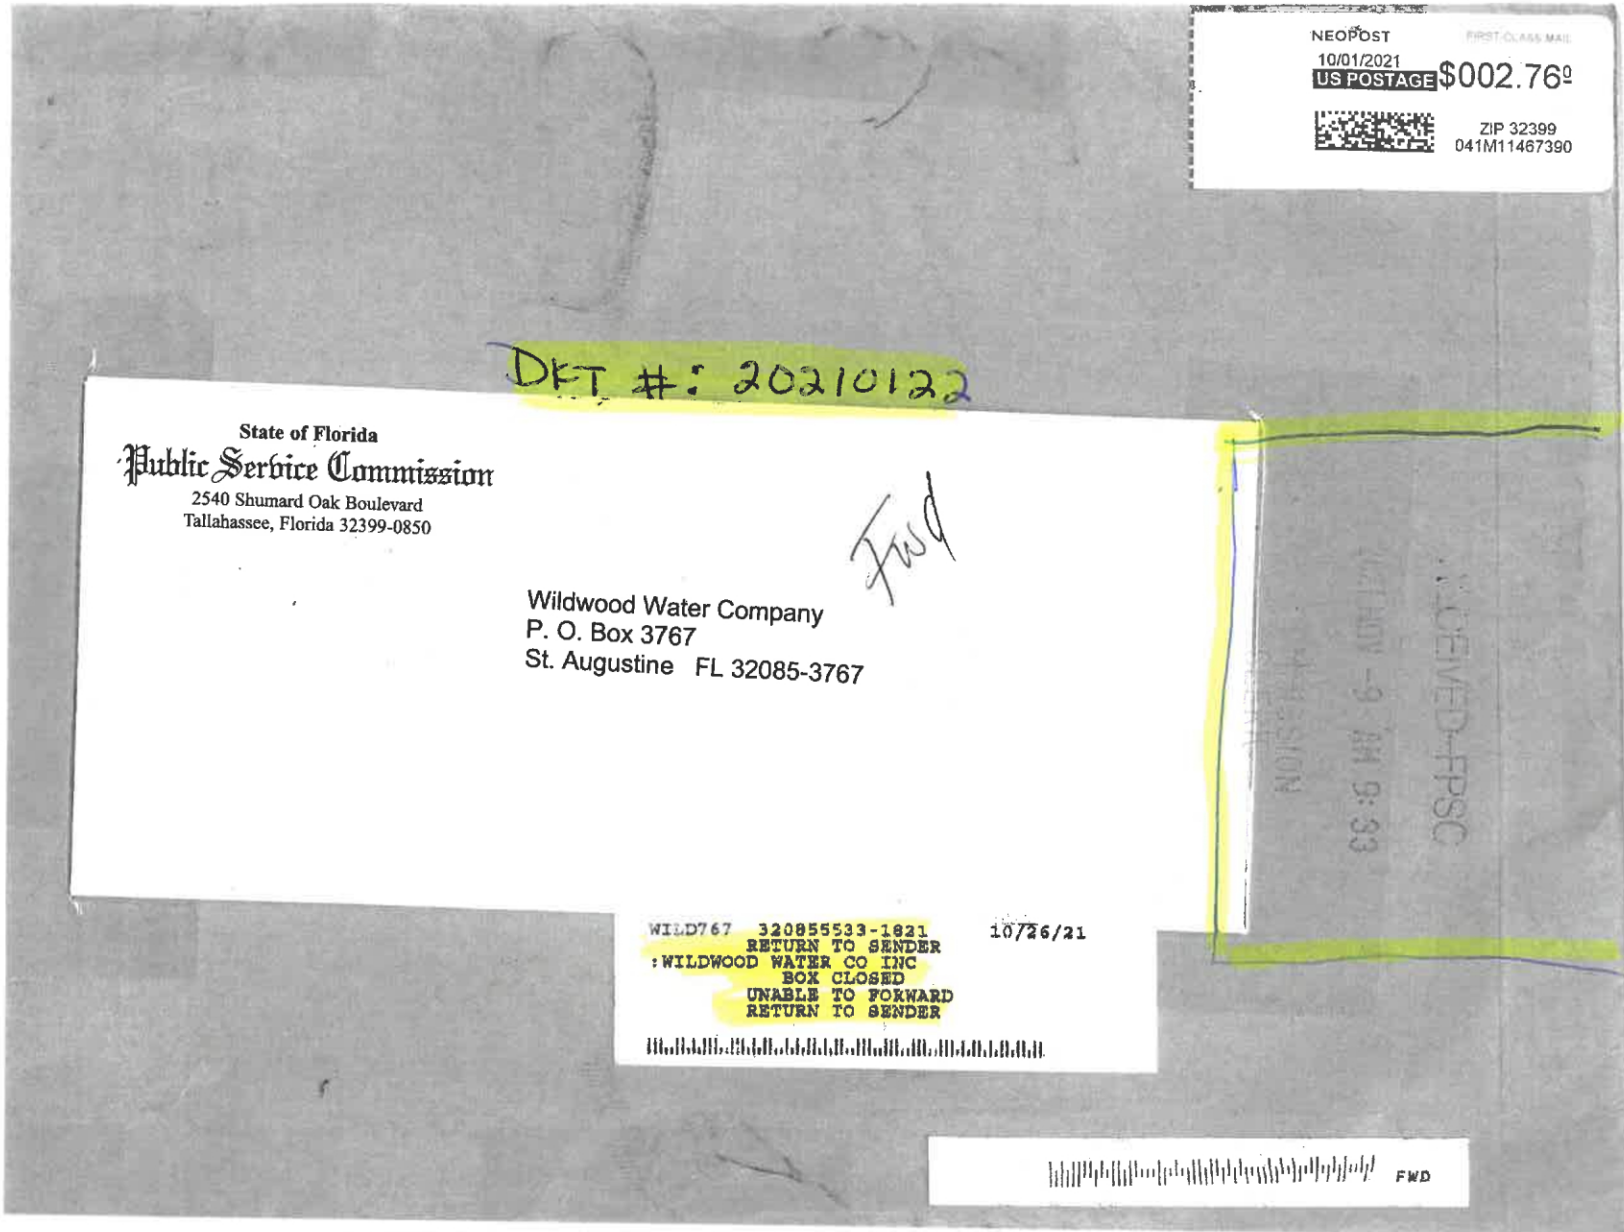 NEOPOST
FIRST-CLASS MAIL
10/01/2021
US POSTAGE $002.76⁰
ZIP 32399
041M11467390
DKT #: 20210122
State of Florida
Public Service Commission
2540 Shumard Oak Boulevard
Tallahassee, Florida 32399-0850
Fwd
Wildwood Water Company
P. O. Box 3767
St. Augustine FL 32085-3767
CEIVED-FPSC
-9 AM 9:33
SSION
WILD767 320855533-1821 10/26/21
RETURN TO SENDER
:WILDWOOD WATER CO INC
BOX CLOSED
UNABLE TO FORWARD
RETURN TO SENDER
FWD